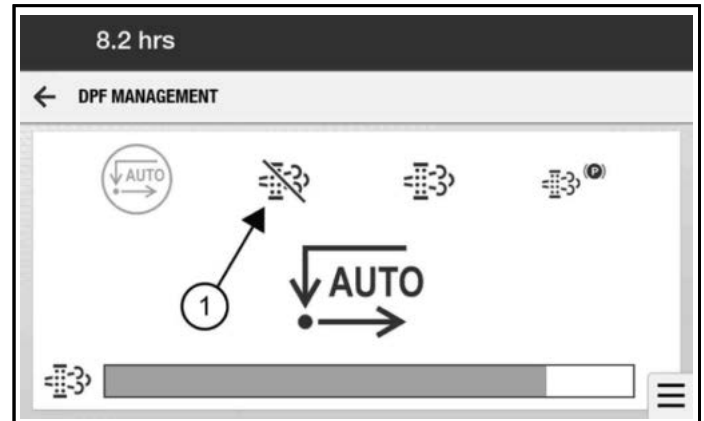 8.2 hrs
DPF MANAGEMENT
AUTO
(P)
1
AUTO